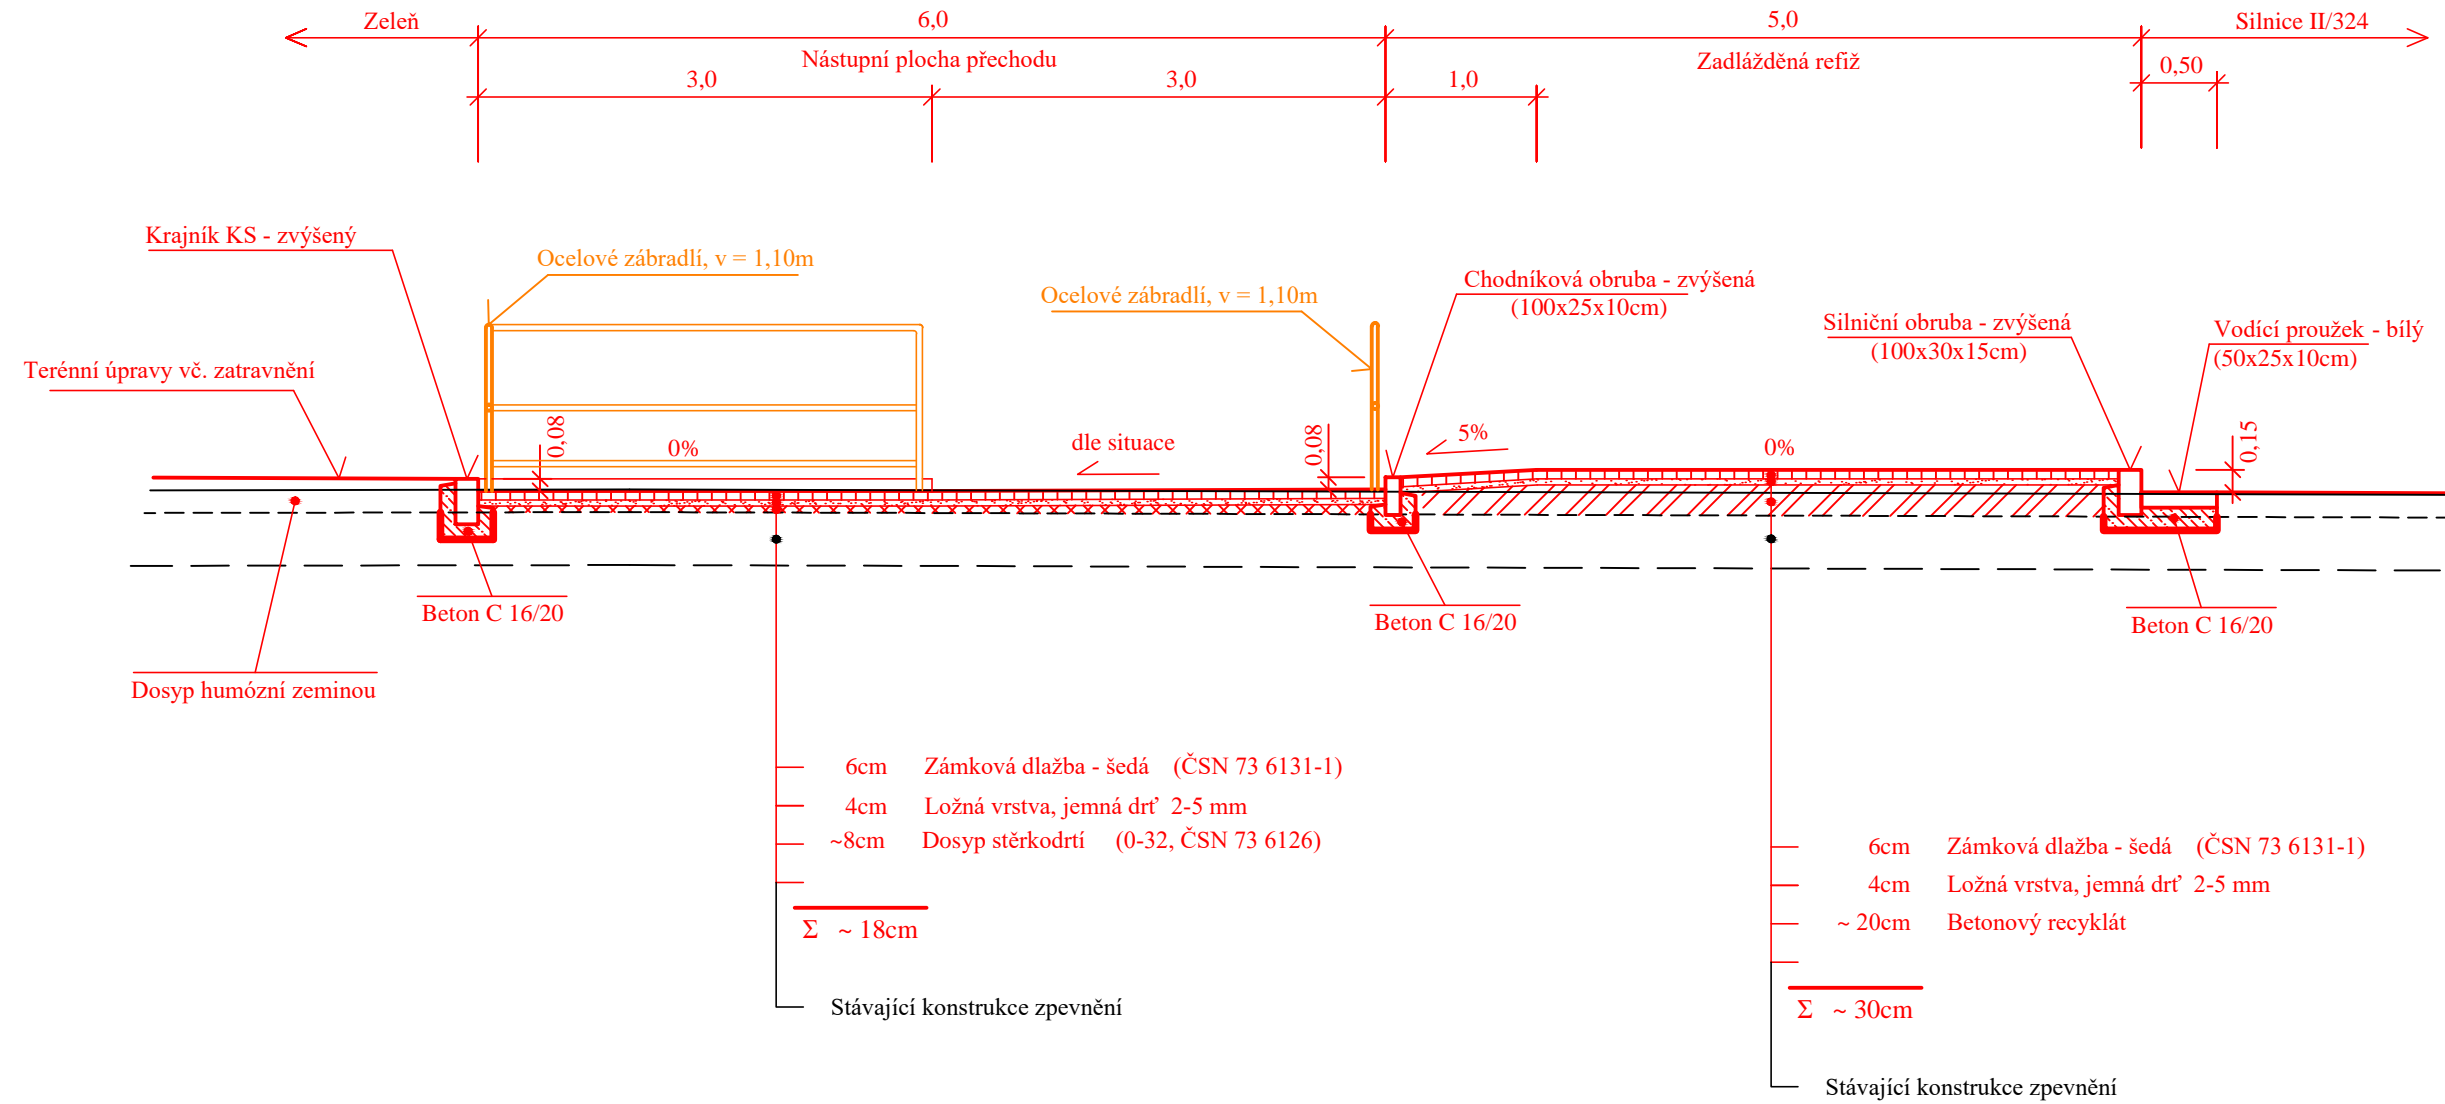 Zeleň
6,0
5,0
Silnice II/324
Nástupní plocha přechodu
Zadlážděná refiž
3,0
3,0
1,0
0,50
Krajník KS - zvýšený
Ocelové zábradlí, v = 1,10m
Ocelové zábradlí, v = 1,10m
Chodníková obruba - zvýšená
(100x25x10cm)
Silniční obruba - zvýšená
(100x30x15cm)
Vodící proužek - bílý
(50x25x10cm)
Terénní úpravy vč. zatravnění
0,08
0%
dle situace
0,08
5%
0%
0,15
Beton C 16/20
Beton C 16/20
Beton C 16/20
Dosyp humózní zeminou
6cm Zámková dlažba - šedá (ČSN 73 6131-1)
4cm Ložná vrstva, jemná drť 2-5 mm
~8cm Dosyp stěrkodrtí (0-32, ČSN 73 6126)
Σ ~ 18cm
Stávající konstrukce zpevnění
6cm Zámková dlažba - šedá (ČSN 73 6131-1)
4cm Ložná vrstva, jemná drť 2-5 mm
~ 20cm Betonový recyklát
Σ ~ 30cm
Stávající konstrukce zpevnění